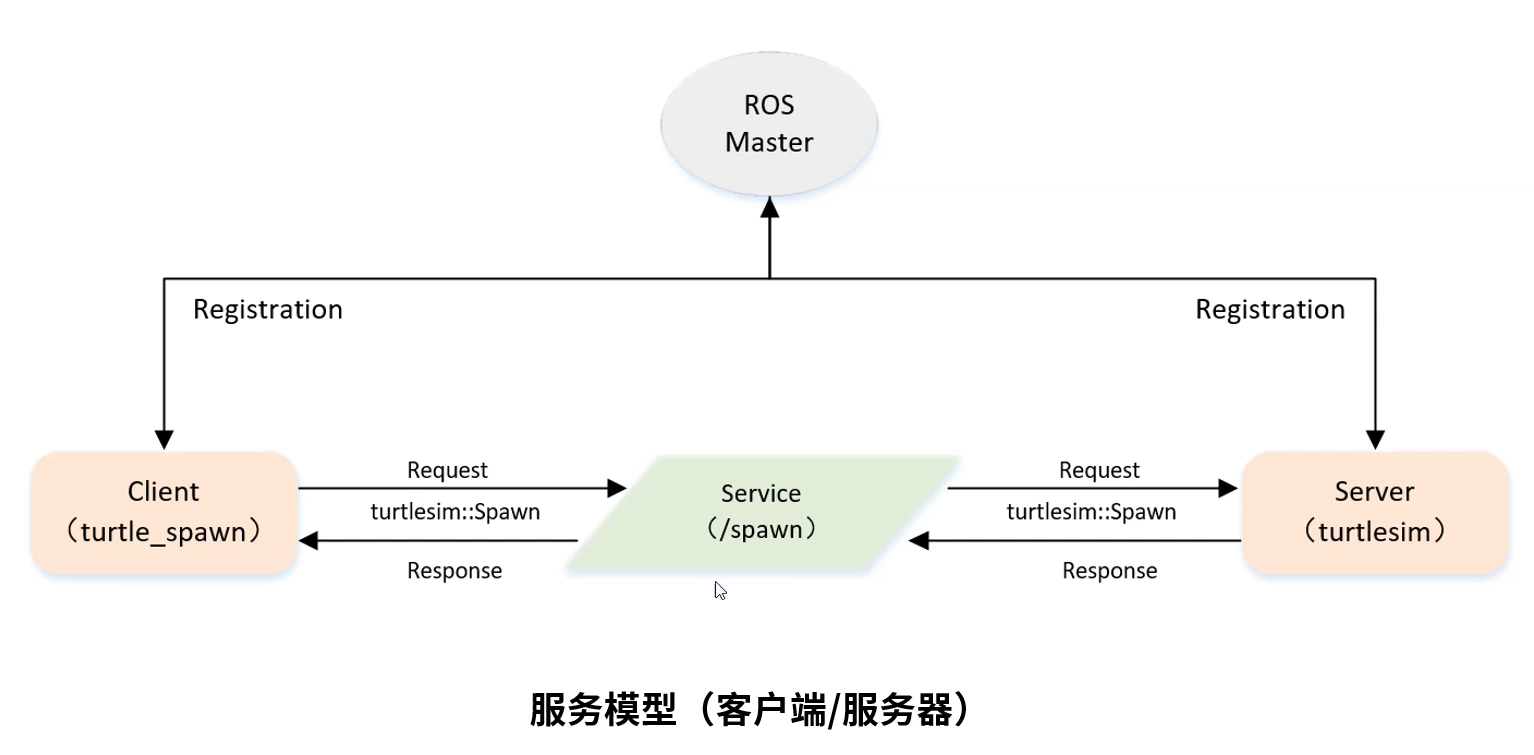 ROS
Master
Registration
Registration
Client
（turtle_spawn）
Request
turtlesim::Spawn
Response
Service
（/spawn）
Request
turtlesim::Spawn
Response
Server
（turtlesim）
服务模型（客户端/服务器）